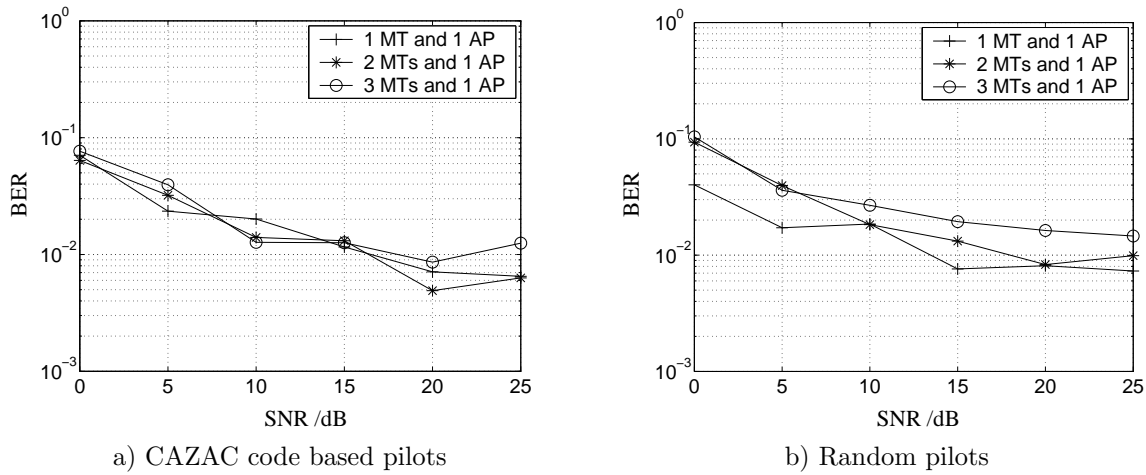 10^0
10^-1
10^-2
10^-3
BER
1 MT and 1 AP
2 MTs and 1 AP
3 MTs and 1 AP
0 5 10 15 20 25
SNR /dB
a) CAZAC code based pilots
10^0
10^-1
10^-2
10^-3
BER
1 MT and 1 AP
2 MTs and 1 AP
3 MTs and 1 AP
0 5 10 15 20 25
SNR /dB
b) Random pilots